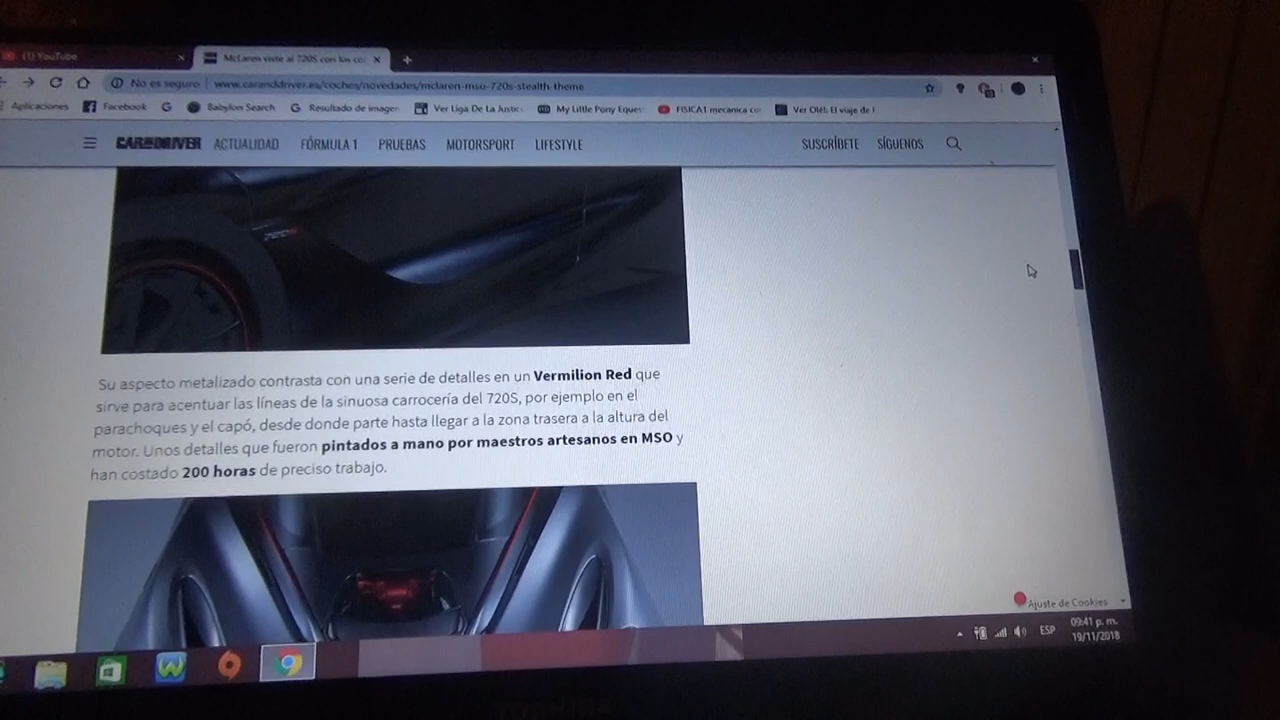 (1) YouTube
McLaren viste al 720S con los co
No es seguro | www.caranddriver.es/coches/novedades/mclaren-mso-720s-stealth-theme
Aplicaciones Facebook Babylon Search Resultado de imagen Ver Liga De La Justic My Little Pony Eques FISICA1 mecanica co Ver Olé! El viaje de F
CAR AND DRIVER ACTUALIDAD FÓRMULA 1 PRUEBAS MOTORSPORT LIFESTYLE SUSCRÍBETE SÍGUENOS
Su aspecto metalizado contrasta con una serie de detalles en un Vermilion Red que
sirve para acentuar las líneas de la sinuosa carrocería del 720S, por ejemplo en el
parachoques y el capó, desde donde parte hasta llegar a la zona trasera a la altura del
motor. Unos detalles que fueron pintados a mano por maestros artesanos en MSO y
han costado 200 horas de preciso trabajo.
Ajuste de Cookies
ESP
09:41 p. m.
19/11/2018
TOSHIBA